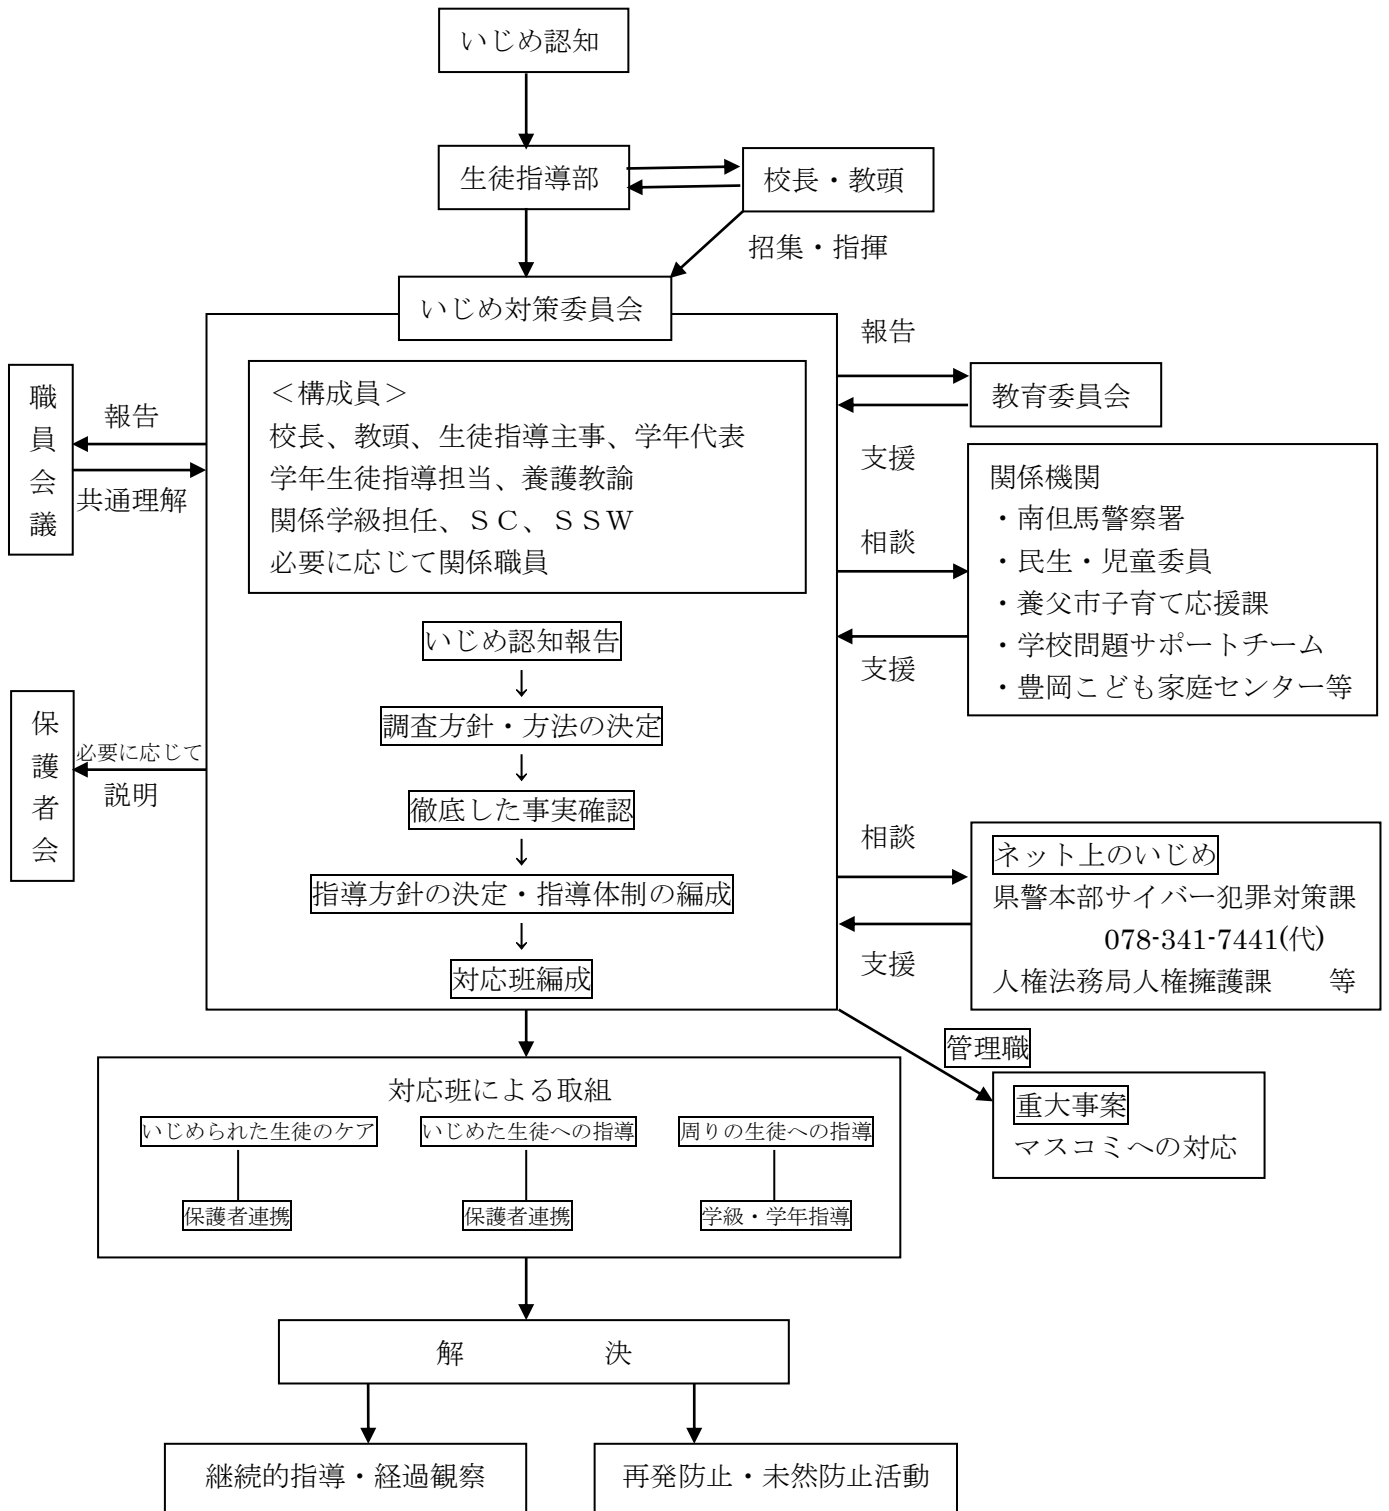 いじめ認知
生徒指導部
校長・教頭
招集・指揮
いじめ対策委員会
＜構成員＞
校長、教頭、生徒指導主事、学年代表
学年生徒指導担当、養護教諭
関係学級担任、ＳＣ、ＳＳＷ
必要に応じて関係職員
職員会議
報告
共通理解
保護者会
必要に応じて
説明
報告
教育委員会
支援
相談
関係機関
・南但馬警察署
・民生・児童委員
・養父市子育て応援課
・学校問題サポートチーム
・豊岡こども家庭センター等
支援
いじめ認知報告
↓
調査方針・方法の決定
↓
徹底した事実確認
↓
指導方針の決定・指導体制の編成
↓
対応班編成
相談
ネット上のいじめ
県警本部サイバー犯罪対策課
078-341-7441(代)
人権法務局人権擁護課　　等
支援
管理職
重大事案
マスコミへの対応
対応班による取組
いじめられた生徒のケア
いじめた生徒への指導
周りの生徒への指導
保護者連携
保護者連携
学級・学年指導
解　　　　　決
継続的指導・経過観察
再発防止・未然防止活動